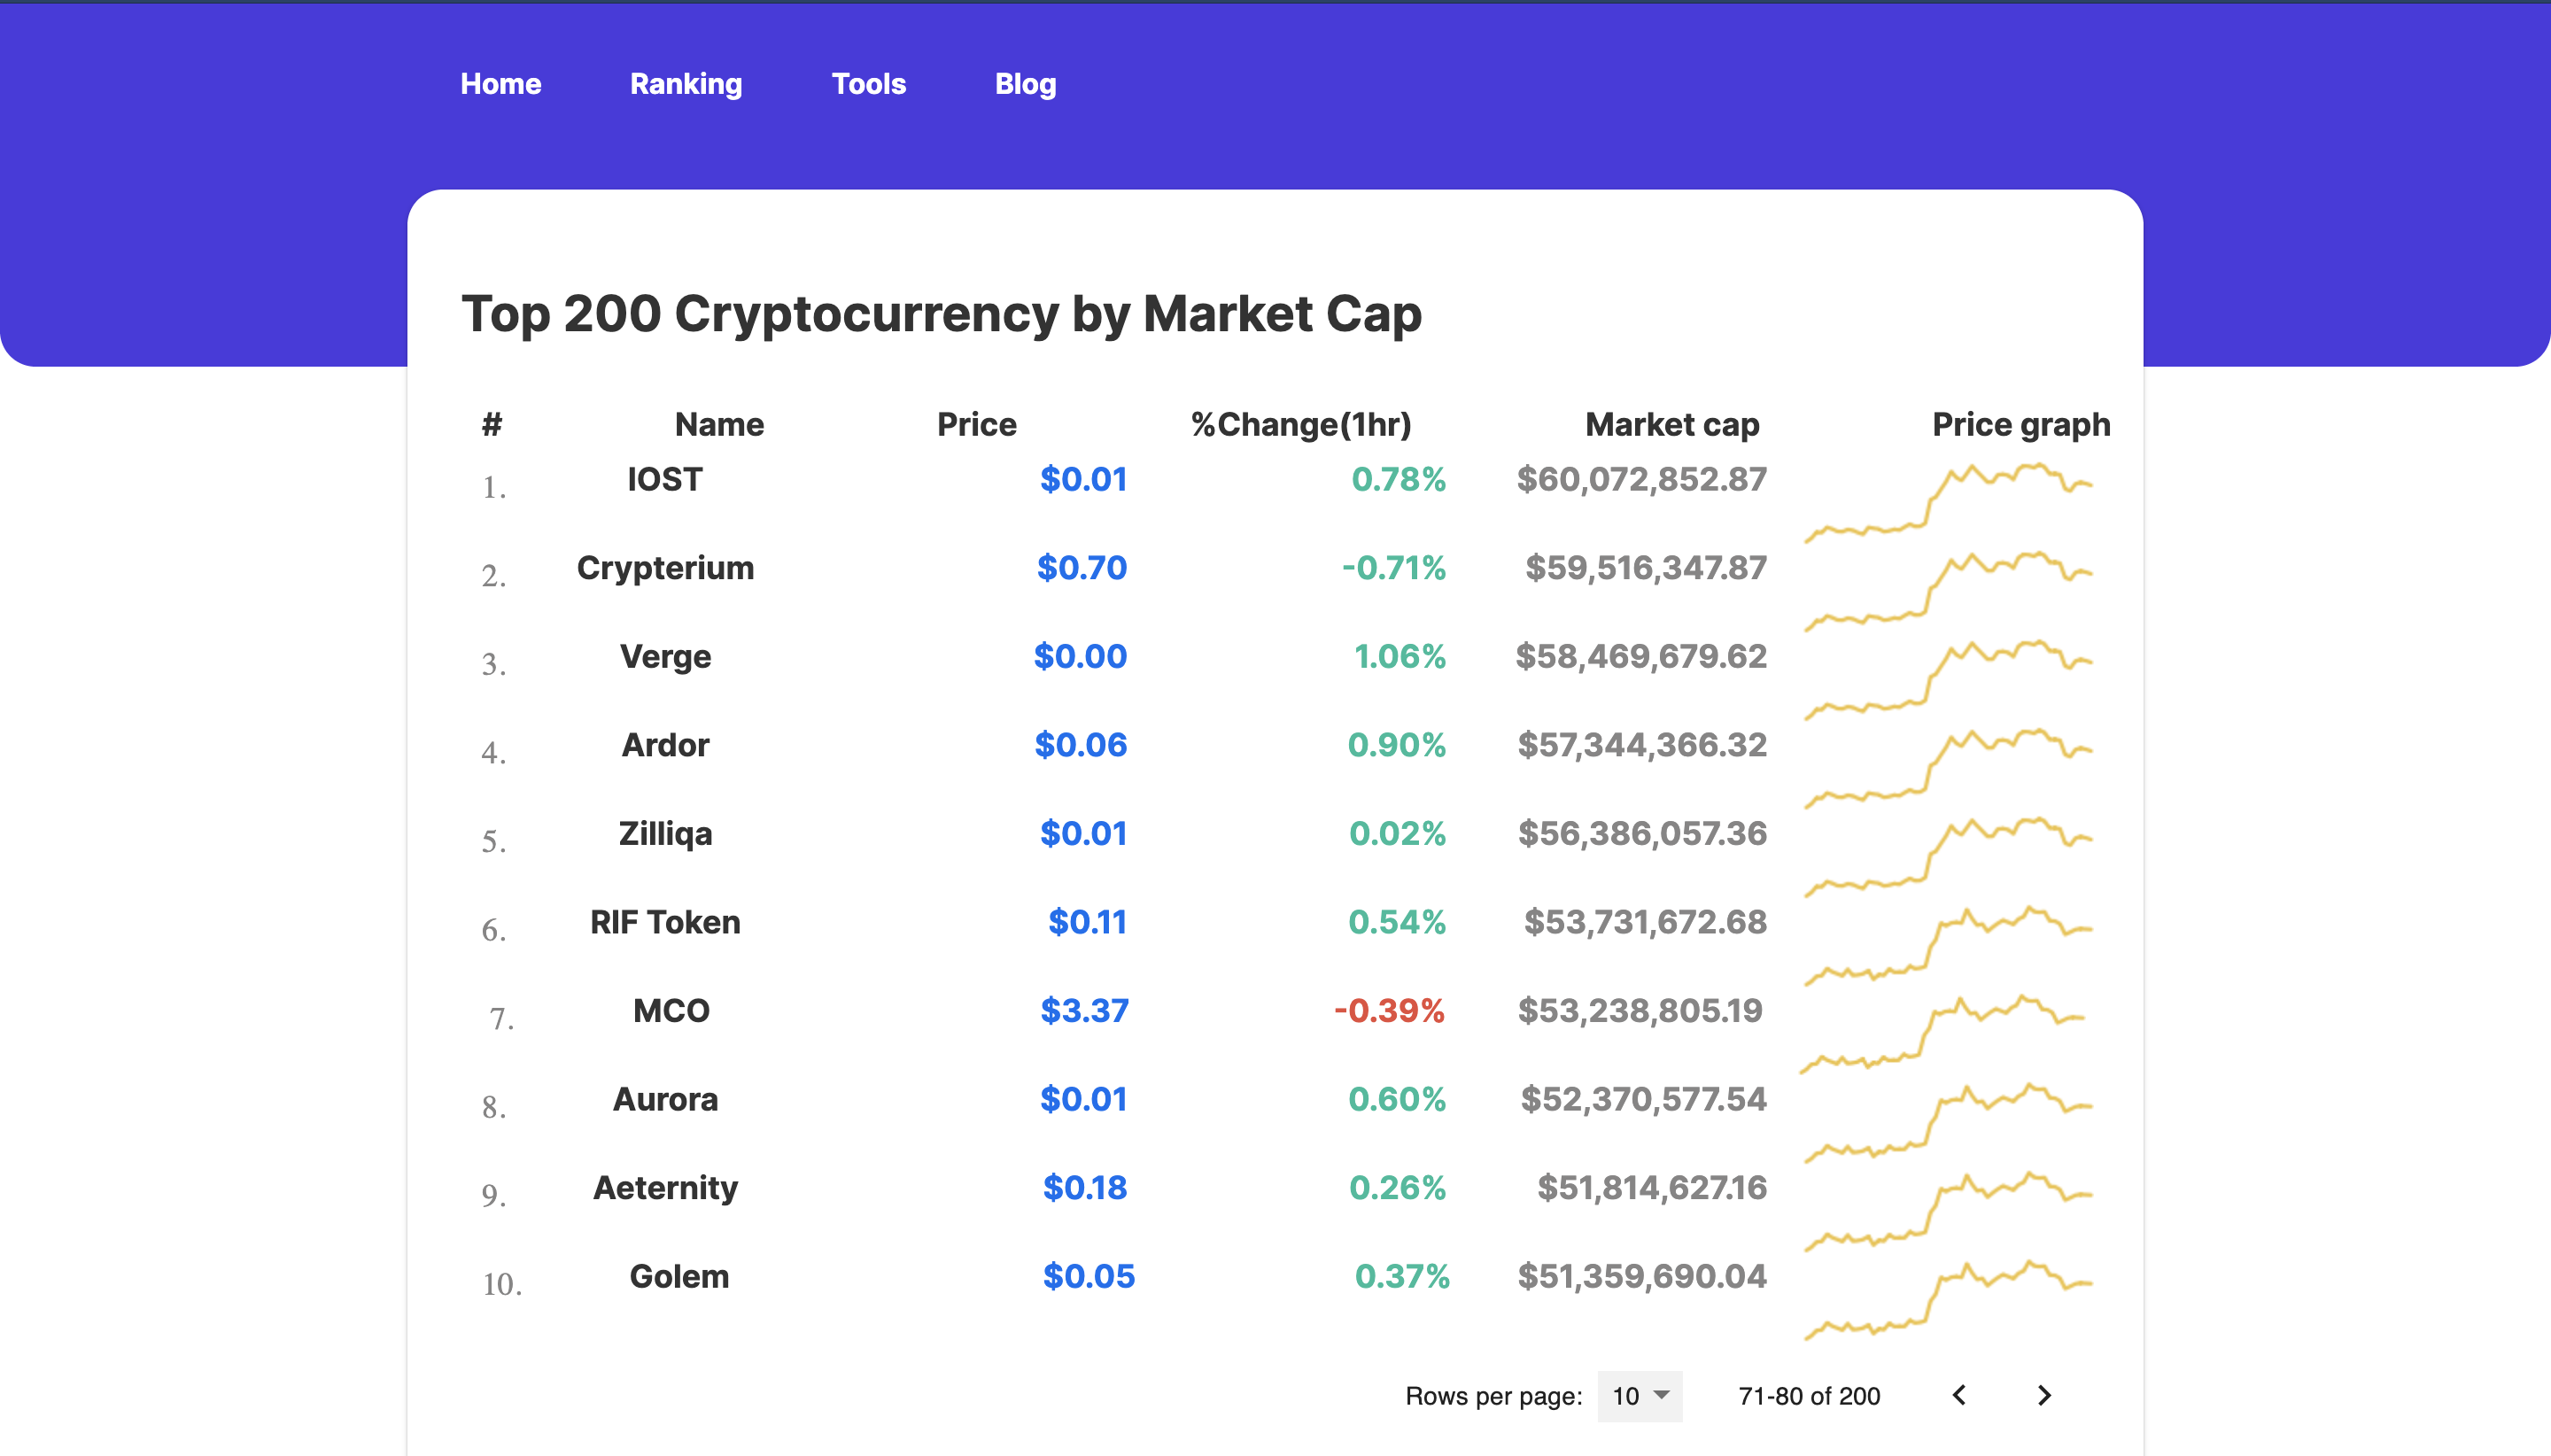 Home Ranking Tools Blog
Top 200 Cryptocurrency by Market Cap
# Name Price %Change(1hr) Market cap Price graph
1. IOST $0.01 0.78% $60,072,852.87
2. Crypterium $0.70 -0.71% $59,516,347.87
3. Verge $0.00 1.06% $58,469,679.62
4. Ardor $0.06 0.90% $57,344,366.32
5. Zilliqa $0.01 0.02% $56,386,057.36
6. RIF Token $0.11 0.54% $53,731,672.68
7. MCO $3.37 -0.39% $53,238,805.19
8. Aurora $0.01 0.60% $52,370,577.54
9. Aeternity $0.18 0.26% $51,814,627.16
10. Golem $0.05 0.37% $51,359,690.04
Rows per page: 10 71-80 of 200